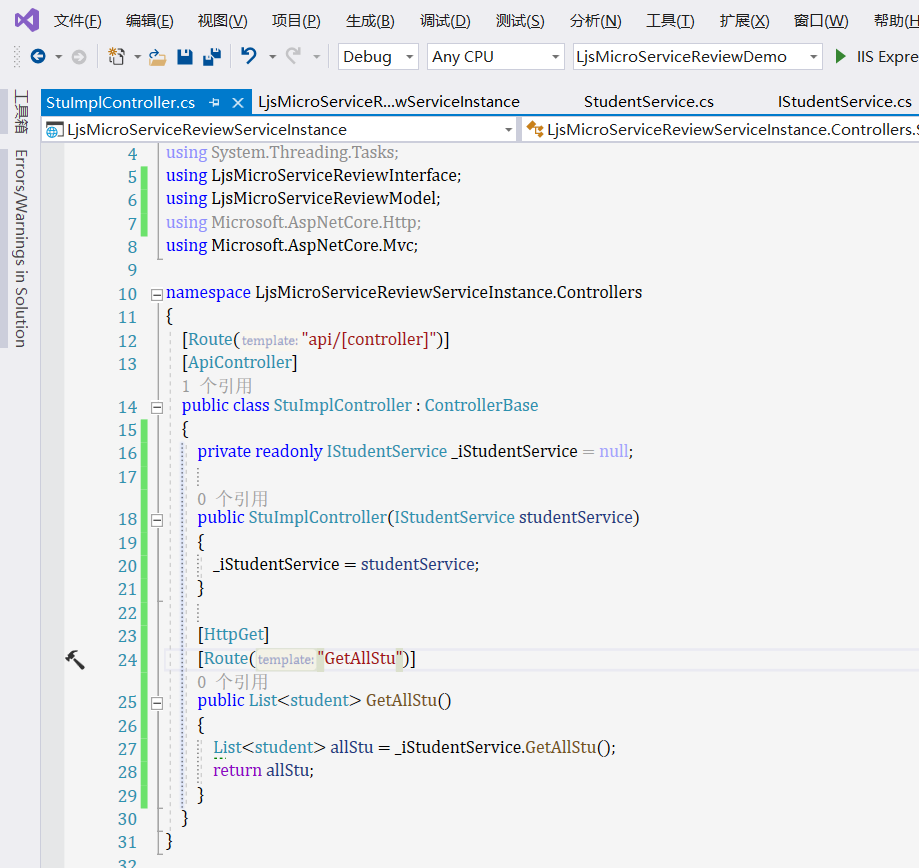 文件(F) 编辑(E) 视图(V) 项目(P) 生成(B) 调试(D) 测试(S) 分析(N) 工具(T) 扩展(X) 窗口(W) 帮助(H
Debug Any CPU LjsMicroServiceReviewDemo IIS Expre
工具箱
Errors/Warnings in Solution
StuImplController.cs LjsMicroServiceR...wServiceInstance StudentService.cs IStudentService.cs
LjsMicroServiceReviewServiceInstance LjsMicroServiceReviewServiceInstance.Controllers.S
4 using System.Threading.Tasks;
5 using LjsMicroServiceReviewInterface;
6 using LjsMicroServiceReviewModel;
7 using Microsoft.AspNetCore.Http;
8 using Microsoft.AspNetCore.Mvc;
9
10 namespace LjsMicroServiceReviewServiceInstance.Controllers
11 {
12 [Route(template: "api/[controller]")]
13 [ApiController]
1 个引用
14 public class StuImplController : ControllerBase
15 {
16 private readonly IStudentService _iStudentService = null;
17
0 个引用
18 public StuImplController(IStudentService studentService)
19 {
20 _iStudentService = studentService;
21 }
22
23 [HttpGet]
24 [Route(template: "GetAllStu")]
0 个引用
25 public List<student> GetAllStu()
26 {
27 List<student> allStu = _iStudentService.GetAllStu();
28 return allStu;
29 }
30 }
31 }
32